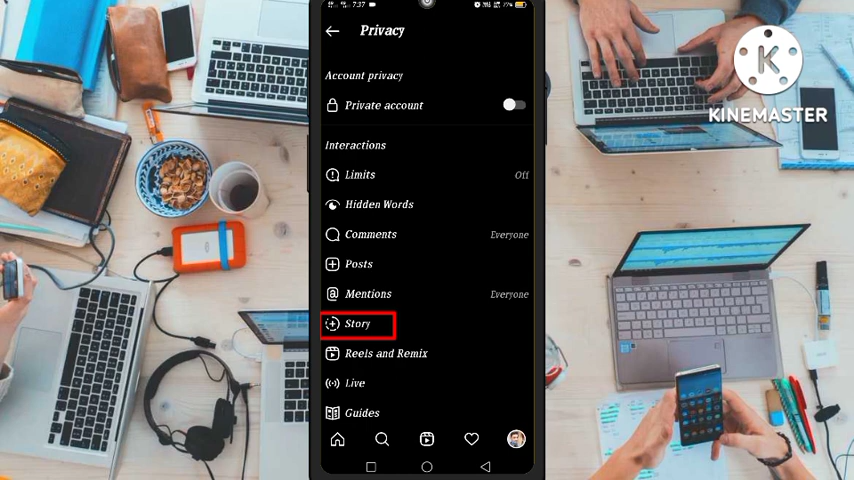 7.37
77%
Privacy
Account privacy
Private account
Interactions
Limits
Off
Hidden Words
Comments
Everyone
Posts
Mentions
Everyone
Story
Reels and Remix
Live
Guides
K
KINEMASTER